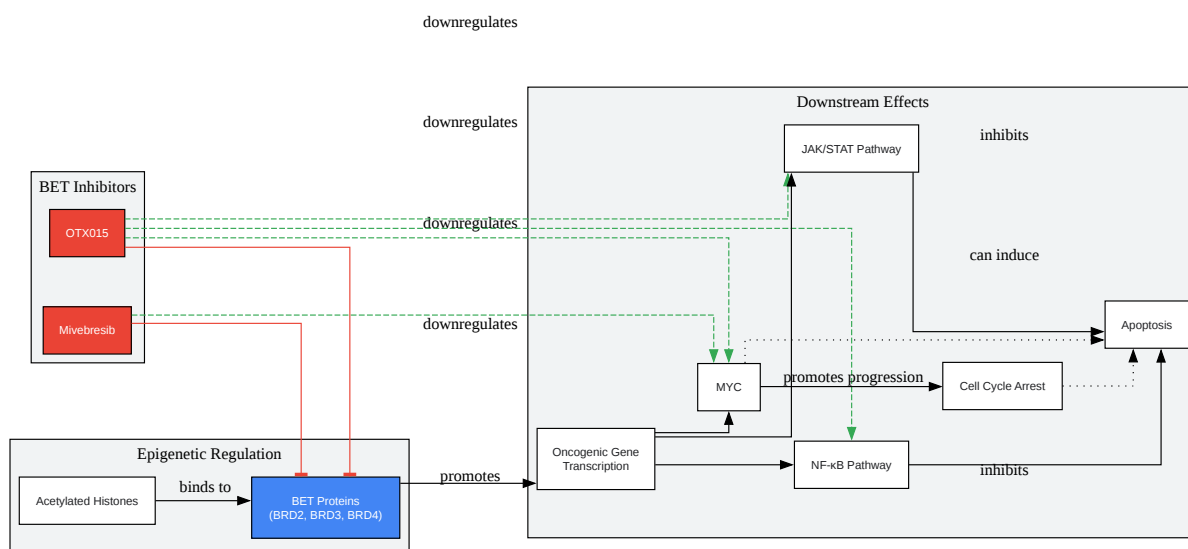 downregulates
Downstream Effects
downregulates
inhibits
JAK/STAT Pathway
BET Inhibitors
OTX015
downregulates
can induce
Mivebresib
downregulates
Apoptosis
MYC
promotes progression
Cell Cycle Arrest
Oncogenic Gene
Transcription
NF-κB Pathway
inhibits
Epigenetic Regulation
promotes
Acetylated Histones
binds to
BET Proteins
(BRD2, BRD3, BRD4)